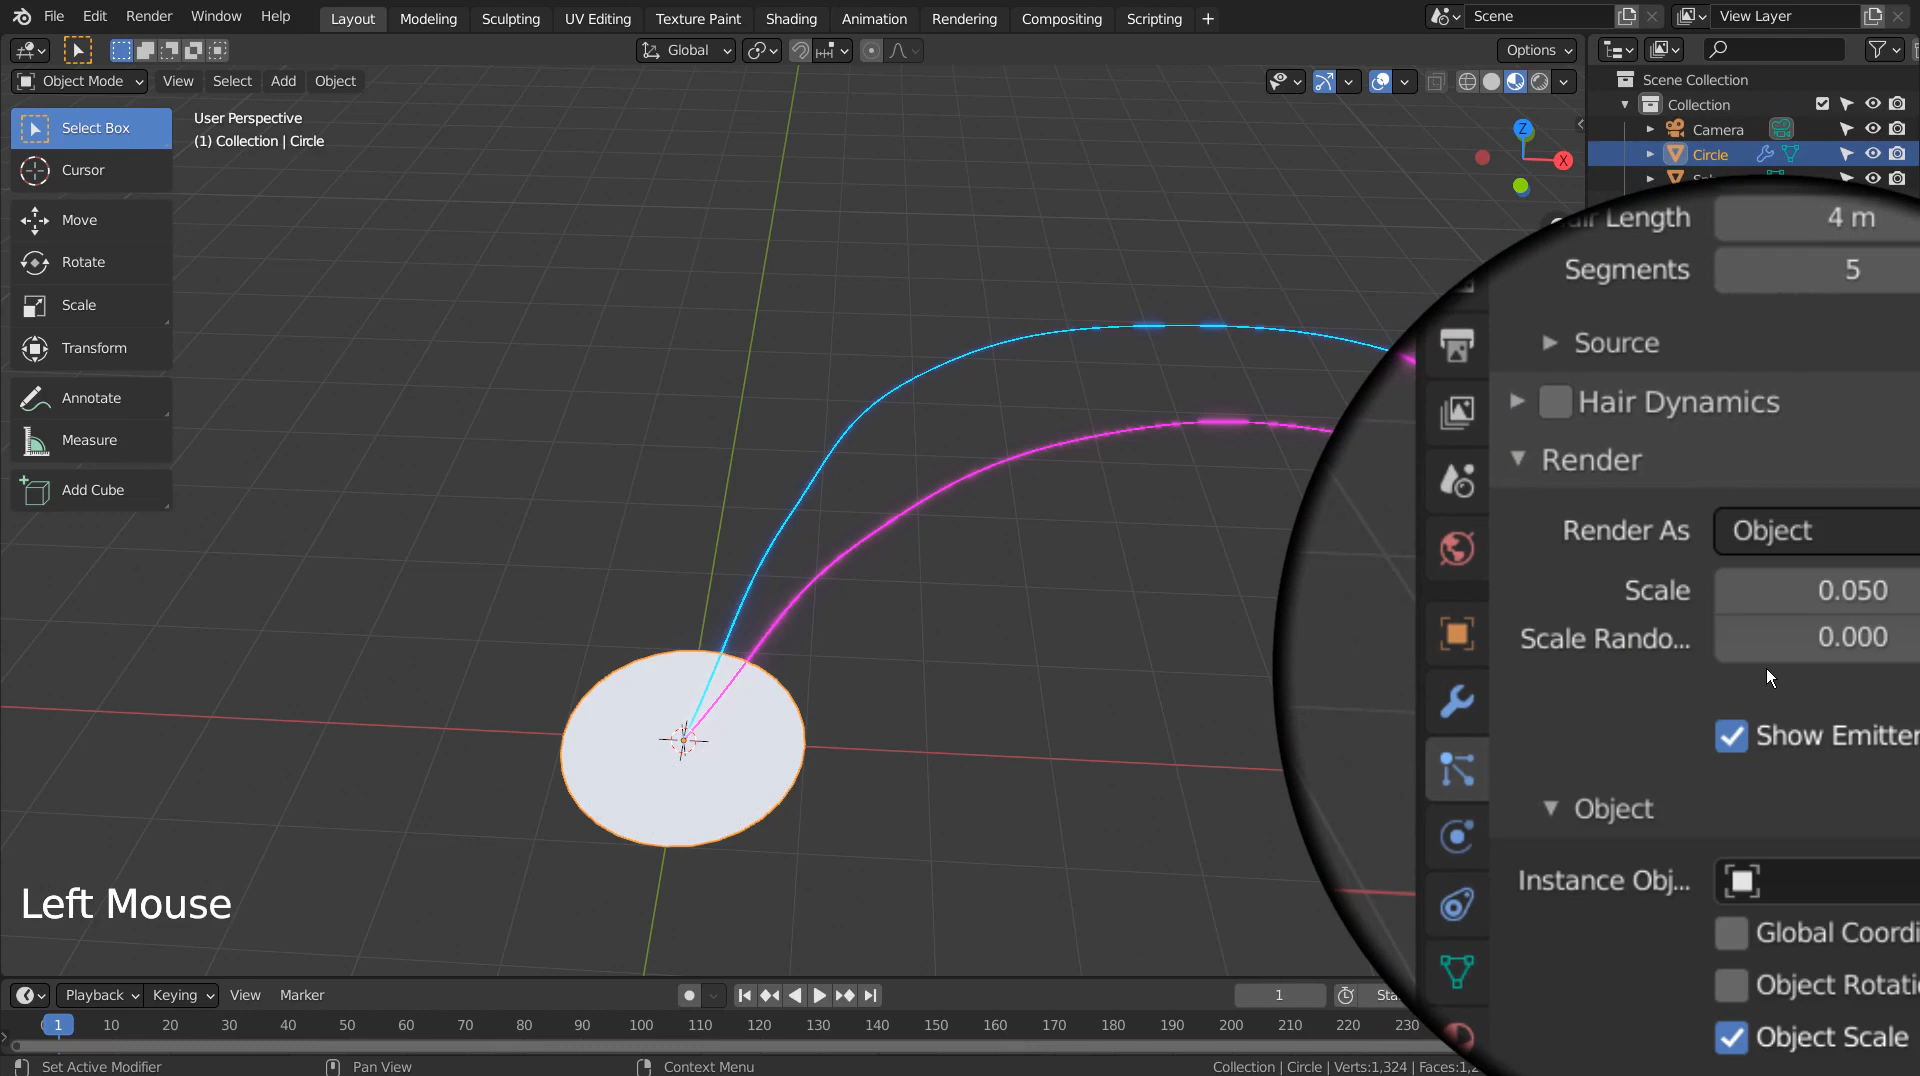 File Edit Render Window Help Layout Modeling Sculpting UV Editing Texture Paint Shading Animation Rendering Compositing Scripting + Scene View Layer
Global Options
Object Mode View Select Add Object
Scene Collection
Collection
Camera
Circle
Select Box
Cursor
Move
Rotate
Scale
Transform
Annotate
Measure
Add Cube
User Perspective
(1) Collection | Circle
Z
X
Length 4 m
Segments 5
Source
Hair Dynamics
Render
Render As Object
Scale 0.050
Scale Rando... 0.000
Show Emitter
Object
Instance Obj...
Global Coordi
Object Rotati
Object Scale
Left Mouse
Playback Keying View Marker 1
1 10 20 30 40 50 60 70 80 90 100 110 120 130 140 150 160 170 180 190 200 210 220 230
Set Active Modifier Pan View Context Menu Collection | Circle | Verts:1,324 | Faces:1,2